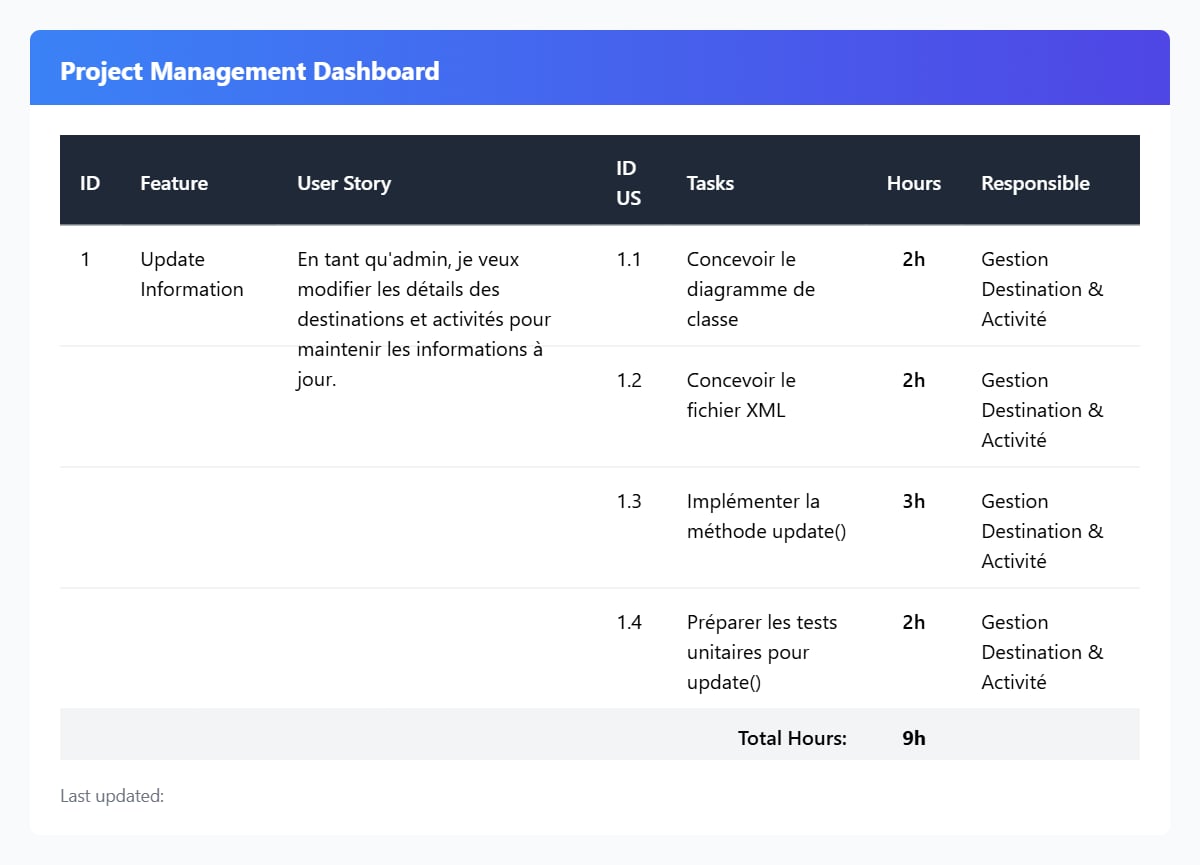 Project Management Dashboard
ID Feature User Story ID US Tasks Hours Responsible
1 Update Information En tant qu'admin, je veux modifier les détails des destinations et activités pour maintenir les informations à jour. 1.1 Concevoir le diagramme de classe 2h Gestion Destination & Activité
1.2 Concevoir le fichier XML 2h Gestion Destination & Activité
1.3 Implémenter la méthode update() 3h Gestion Destination & Activité
1.4 Préparer les tests unitaires pour update() 2h Gestion Destination & Activité
Total Hours: 9h
Last updated: